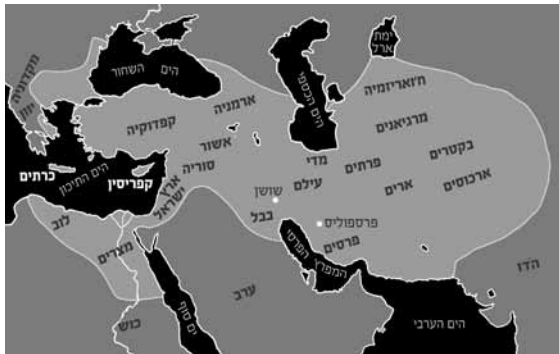 מקדוניה
יוון
הים השחור
הים הכספי
ימת
ארל
ח'ואריזמיה
ארמניה
קפדוקיה
מרגיאנים
אשור
סוריה
מדי
פרתים
בקטרים
ארכוסים
ארים
עילם
כרתים
הים התיכון
קפריסין
ארץ
ישראל
שושן
בבל
פרספוליס
פרסים
המפרץ הפרסי
לוב
מצרים
ערב
ים סוף
כוש
הים הערבי
הדו